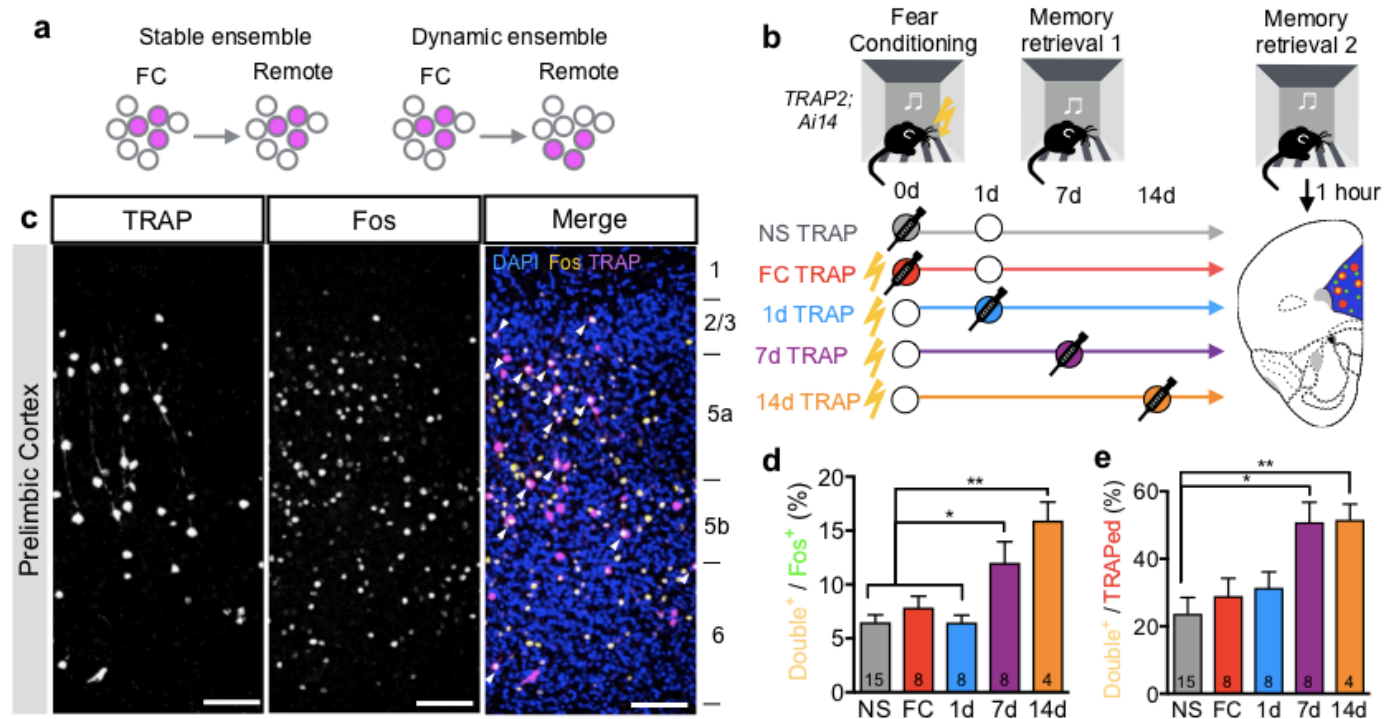 a
Stable ensemble
Dynamic ensemble
FC
Remote
FC
Remote
b
Fear
Conditioning
Memory
retrieval 1
Memory
retrieval 2
TRAP2;
Ai14
0d
1d
7d
14d
1 hour
NS TRAP
FC TRAP
1d TRAP
7d TRAP
14d TRAP
c
TRAP
Fos
Merge
DAPI Fos TRAP
Prelimbic Cortex
1
2/3
5a
5b
6
d
Double+ / Fos+ (%)
20
15
10
5
0
**
*
15
8
8
8
4
NS
FC
1d
7d
14d
e
Double+ / TRAPed (%)
60
40
20
0
**
*
15
8
8
8
4
NS
FC
1d
7d
14d